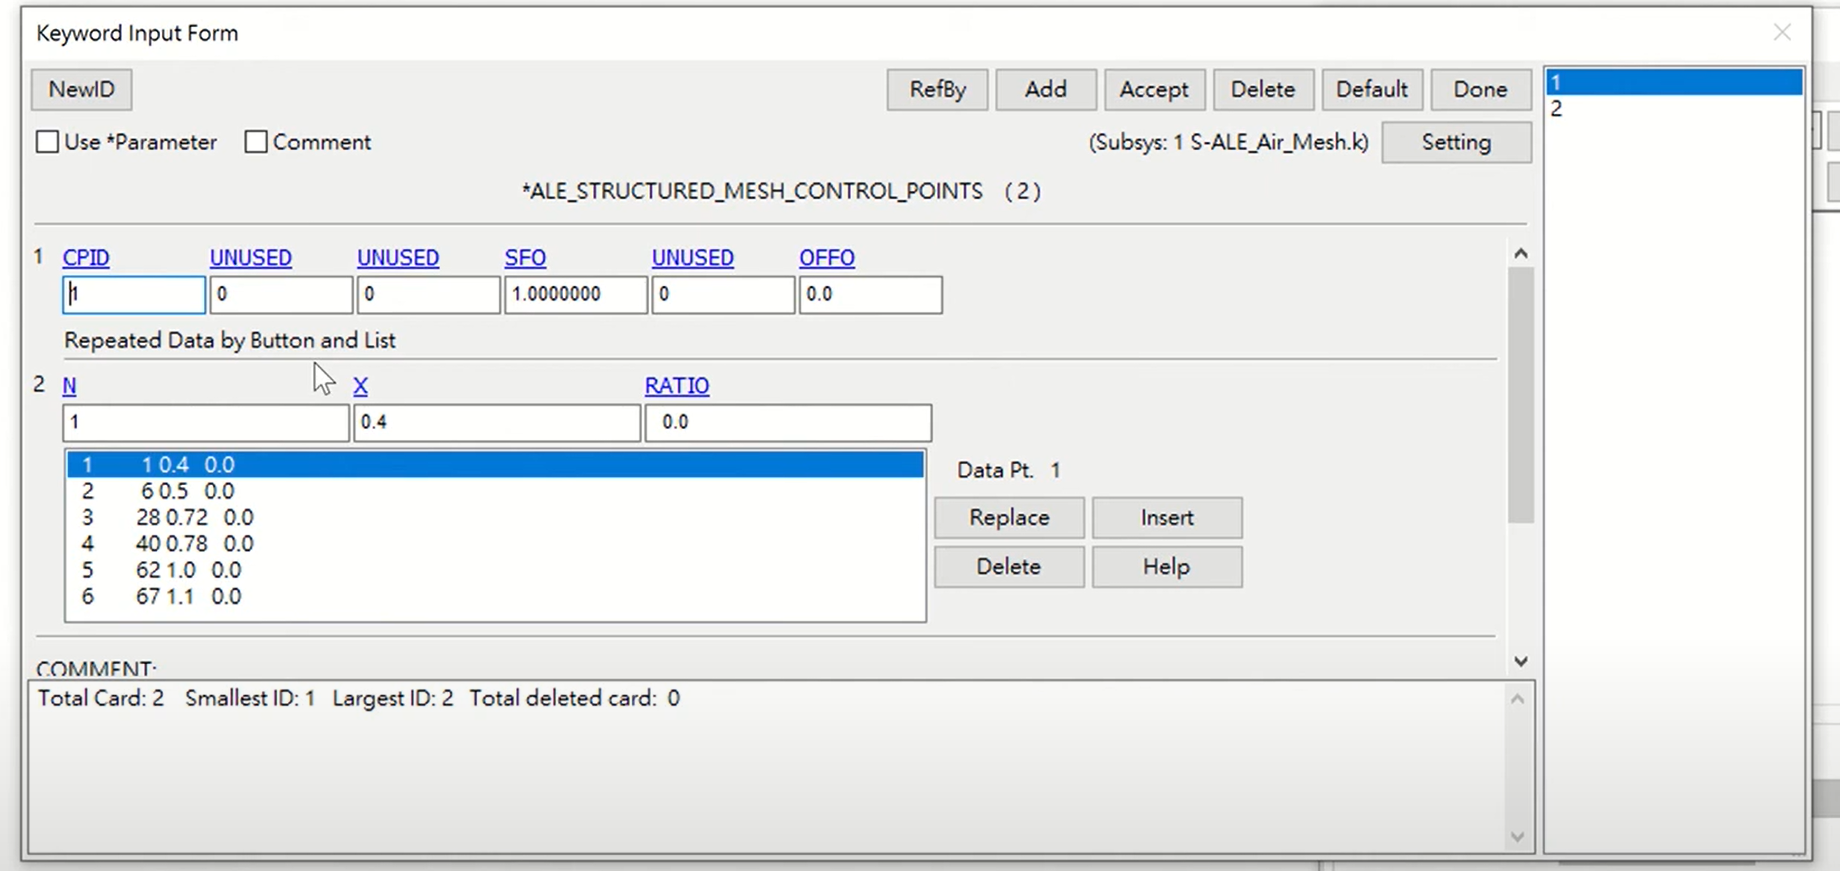 Keyword Input Form
NewID RefBy Add Accept Delete Default Done
Use *Parameter Comment (Subsys: 1 S-ALE_Air_Mesh.k) Setting
*ALE_STRUCTURED_MESH_CONTROL_POINTS (2)
1 CPID UNUSED UNUSED SFO UNUSED OFFO
1 0 0 1.0000000 0 0.0
Repeated Data by Button and List
2 N X RATIO
1 0.4 0.0
1 1 0.4 0.0
2 6 0.5 0.0
3 28 0.72 0.0
4 40 0.78 0.0
5 62 1.0 0.0
6 67 1.1 0.0
Data Pt. 1
Replace Insert
Delete Help
COMMENT:
Total Card: 2 Smallest ID: 1 Largest ID: 2 Total deleted card: 0
1
2